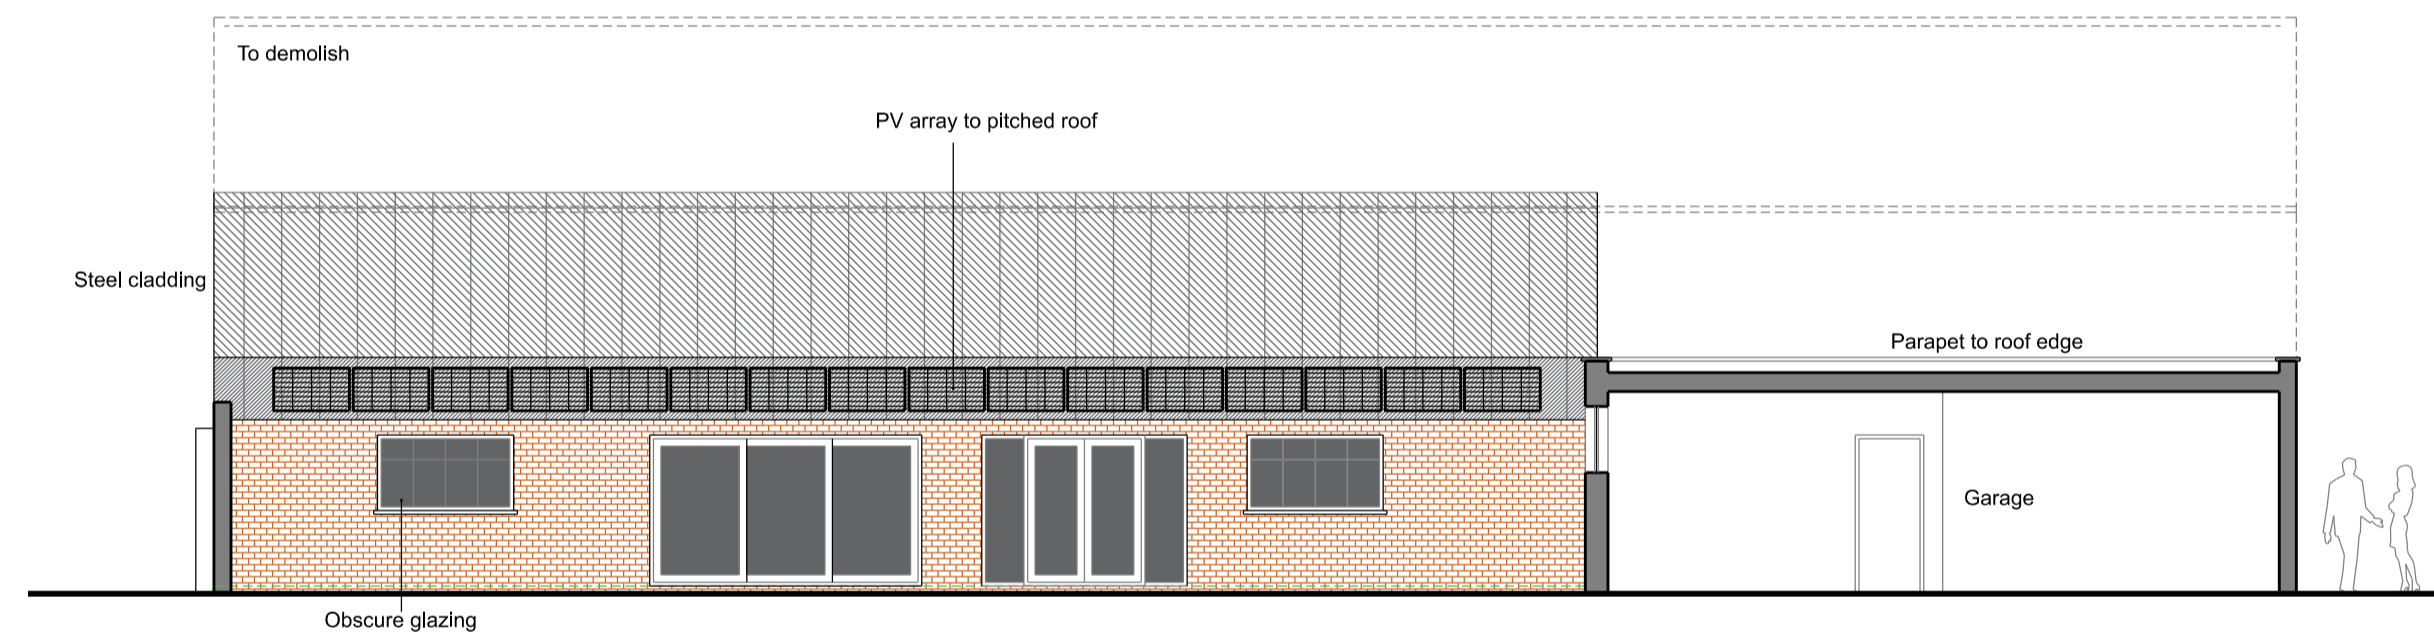 To demolish
PV array to pitched roof
Steel cladding
Parapet to roof edge
Garage
Obscure glazing